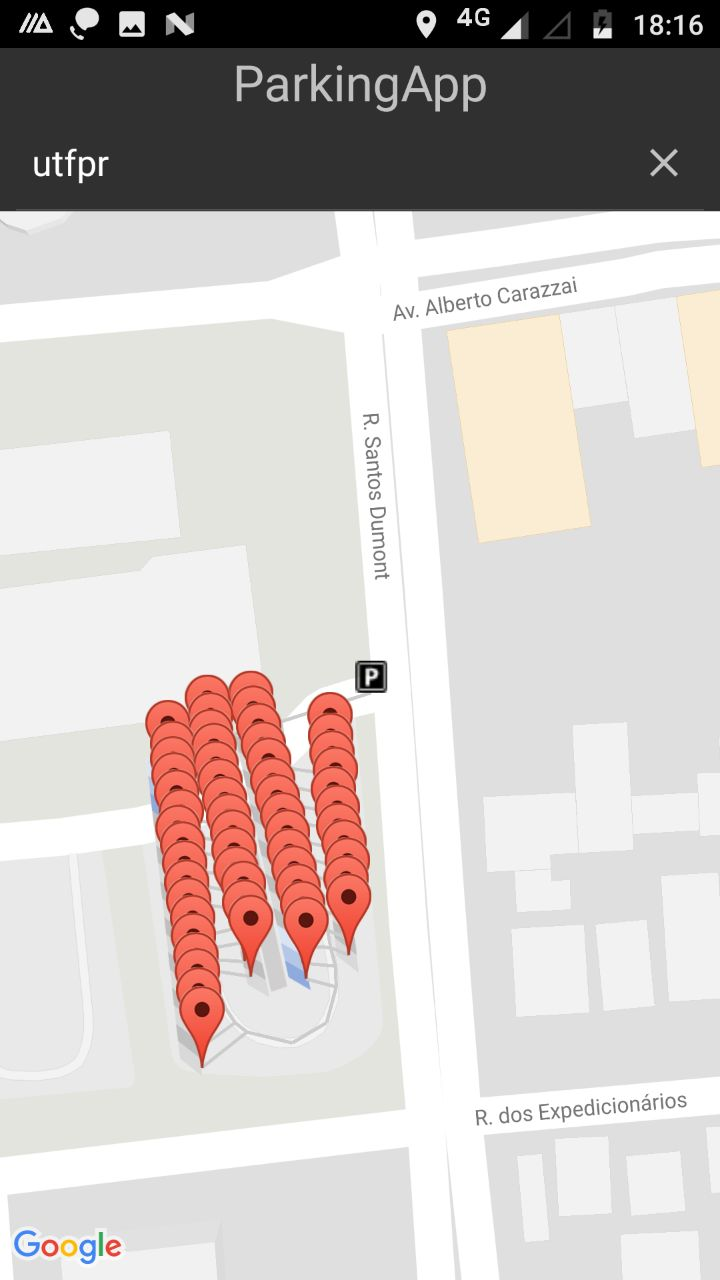 4G 18:16
ParkingApp
utfpr
Av. Alberto Carazzai
R. Santos Dumont
P
R. dos Expedicionários
Google